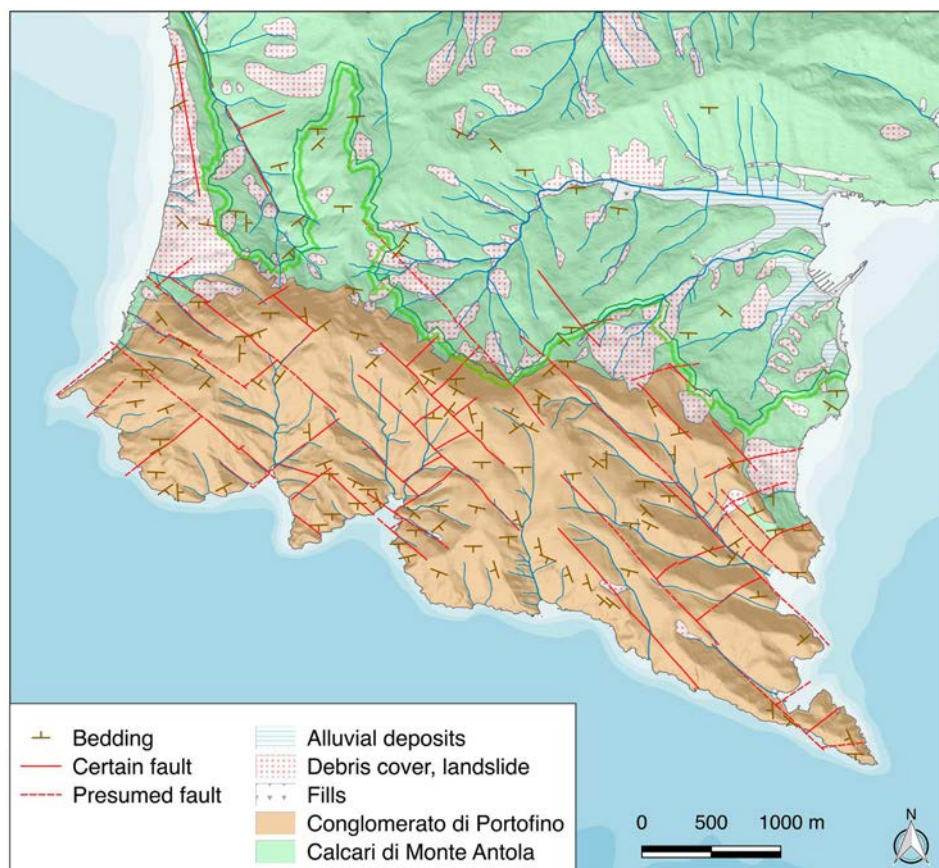 Bedding
Certain fault
Presumed fault
Alluvial deposits
Debris cover, landslide
Fills
Conglomerato di Portofino
Calcari di Monte Antola
0 500 1000 m
N